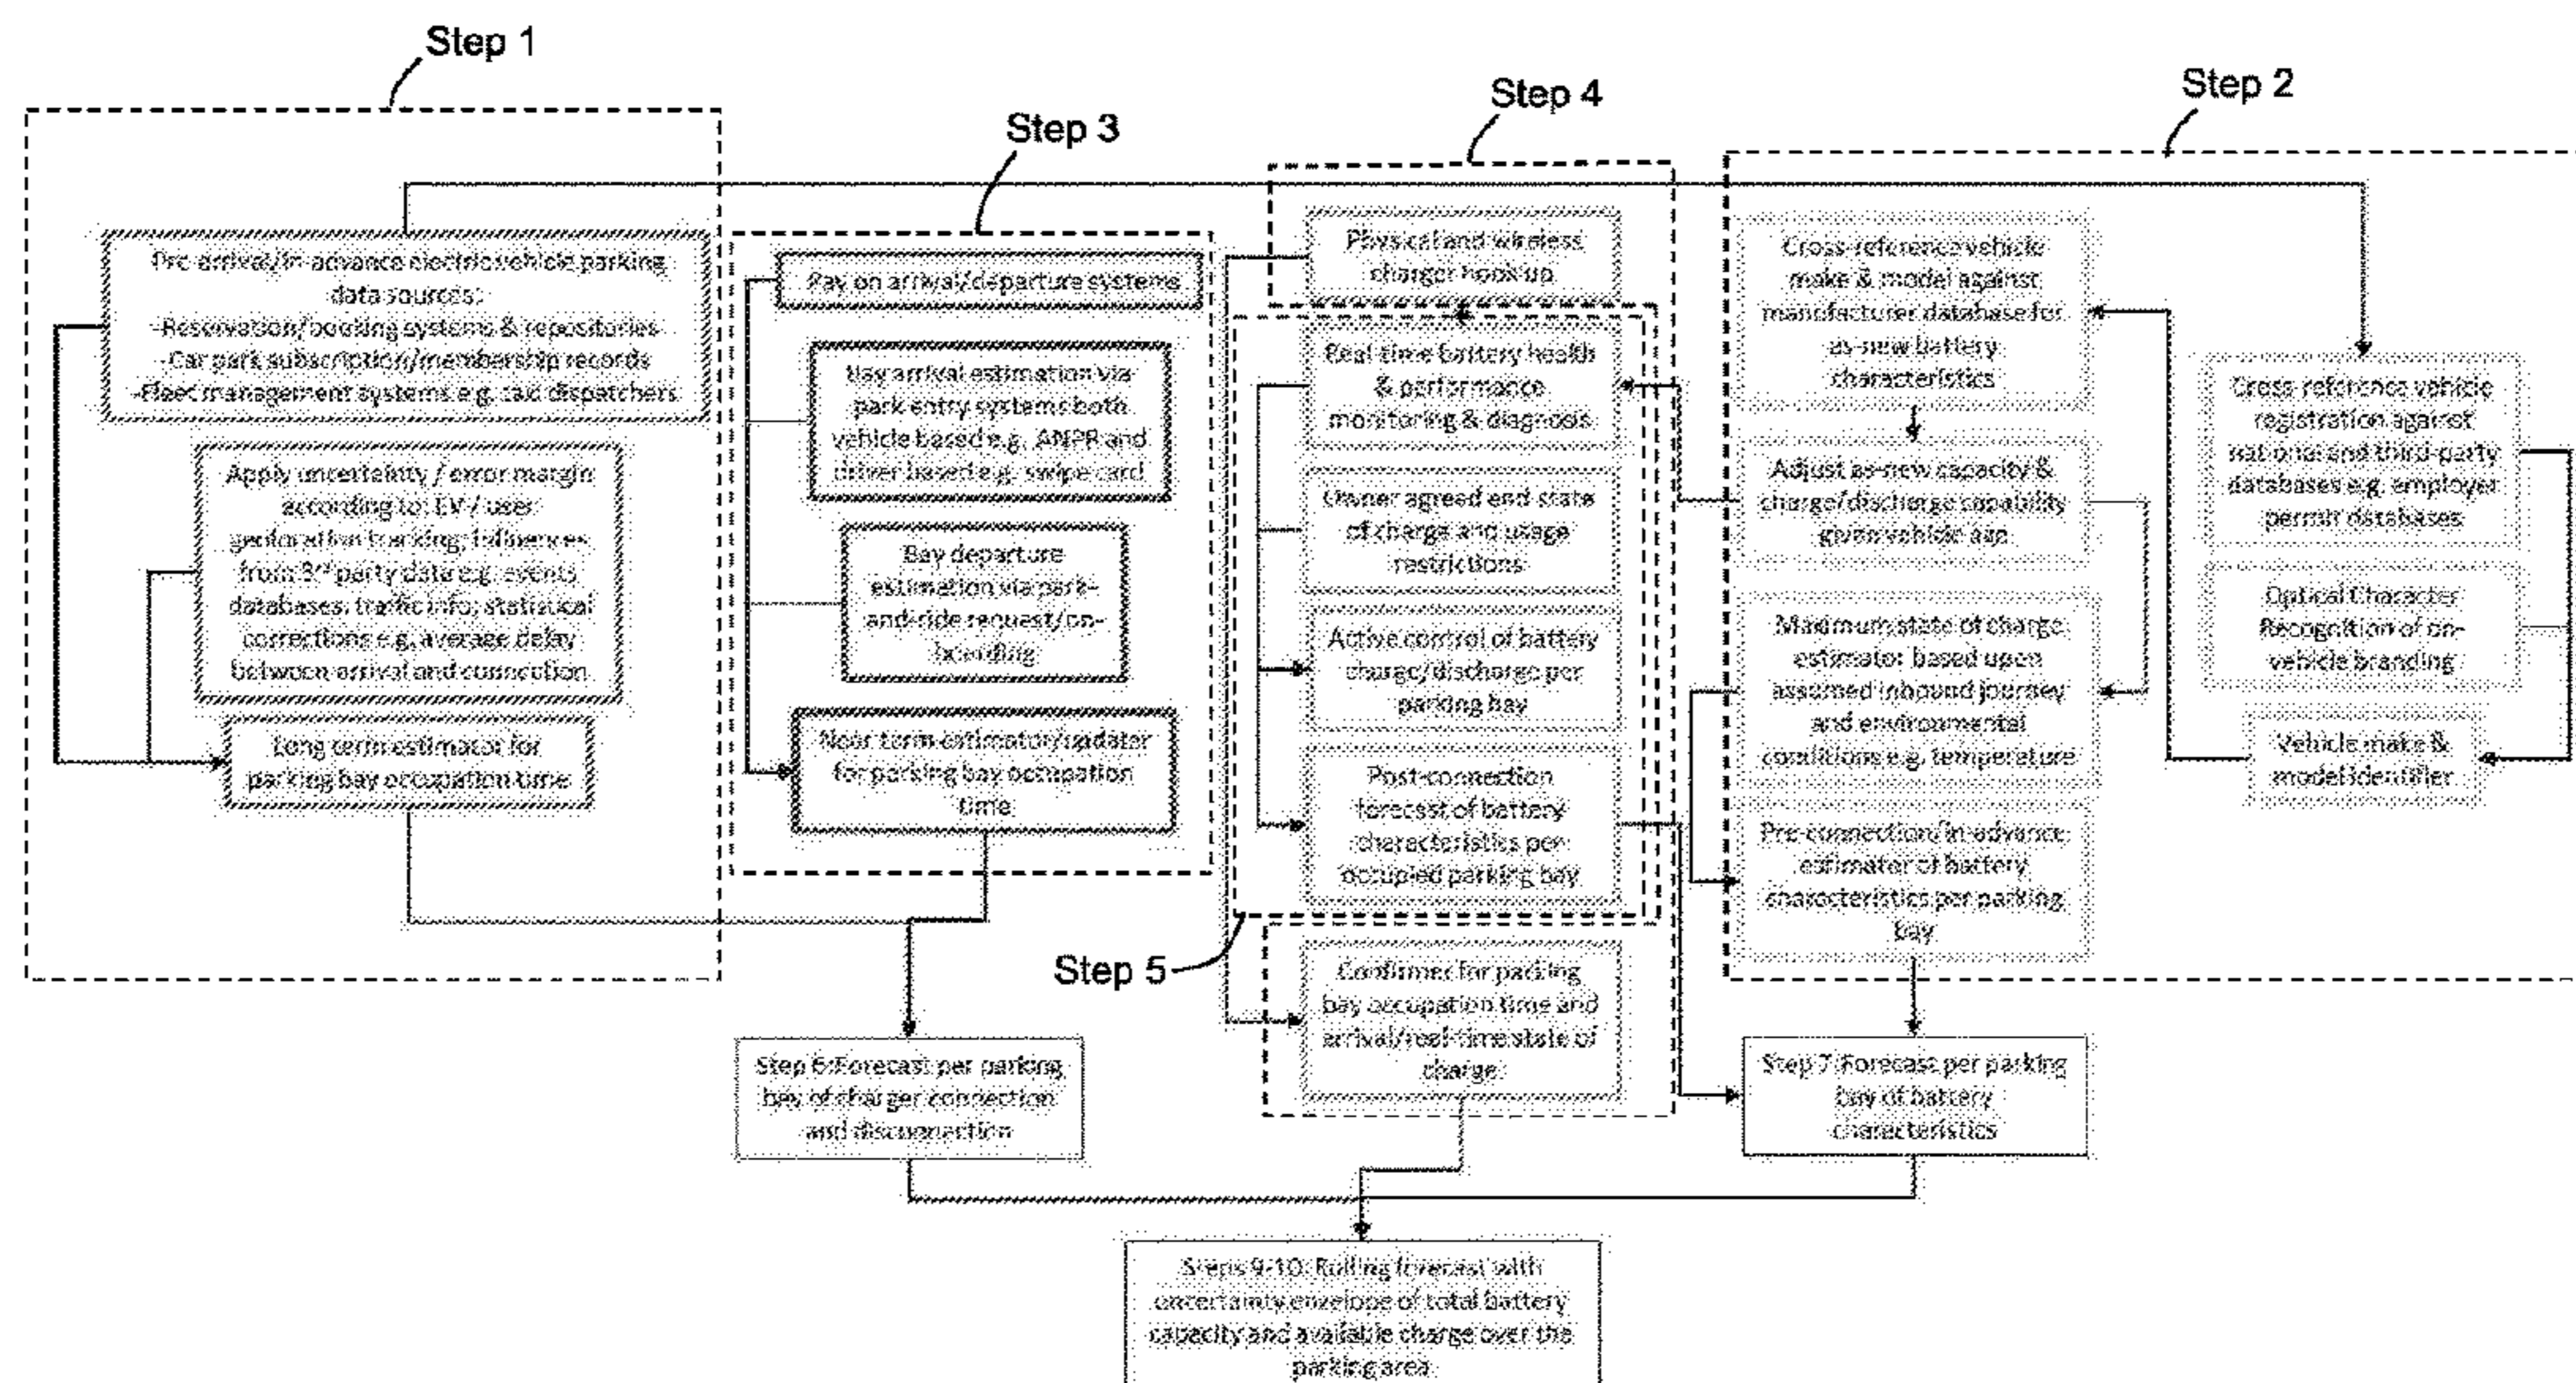 Step 1
Pre-arrival/in-advance electric vehicle parking
data sources:
-Reservation/booking systems & repositories
-Car park subscription/membership records
-Fleet management systems e.g. taxi dispatchers
Apply uncertainty / error margin
according to: EV / user
geolocation tracking; influences
from 3rd party data e.g. events
databases, traffic info; statistical
corrections e.g. average delay
between arrival and connection
Long term estimator for
parking bay occupation time
Step 3
Pay on arrival/departure systems
Bay arrival estimation via
park entry systems both
vehicle based e.g. ANPR and
driver based e.g. swipe card
Bay departure
estimation via park-
and-ride request/on-
boarding
Near term estimator/updater
for parking bay occupation
time
Step 4
Physical and wireless
charger hook up
Real-time battery health
& performance
monitoring & diagnosis
Owner agreed end state
of charge and usage
restrictions
Active control of battery
charge/discharge per
parking bay
Post-connection
forecast of battery
characteristics per
occupied parking bay
Step 5
Confirmer for parking
bay occupation time and
arrival/real-time state of
charge
Step 2
Cross-reference vehicle
make & model against
manufacturer database for
as-new battery
characteristics
Adjust as-new capacity &
charge/discharge capability
given vehicle age
Maximum state of charge
estimator based upon
assumed inbound journey
and environmental
conditions e.g. temperature
Pre-connection/in-advance
estimator of battery
characteristics per parking
bay
Cross-reference vehicle
registration against
national and third-party
databases e.g. employer
permit databases
Optical Character
Recognition of on-
vehicle branding
Vehicle make &
model identifier
Step 6:Forecast per parking
bay of charger connection
and disconnection
Step 7:Forecast per parking
bay of battery
characteristics
Steps 9-10: Rolling forecast with
uncertainty envelope of total battery
capacity and available charge over the
parking area